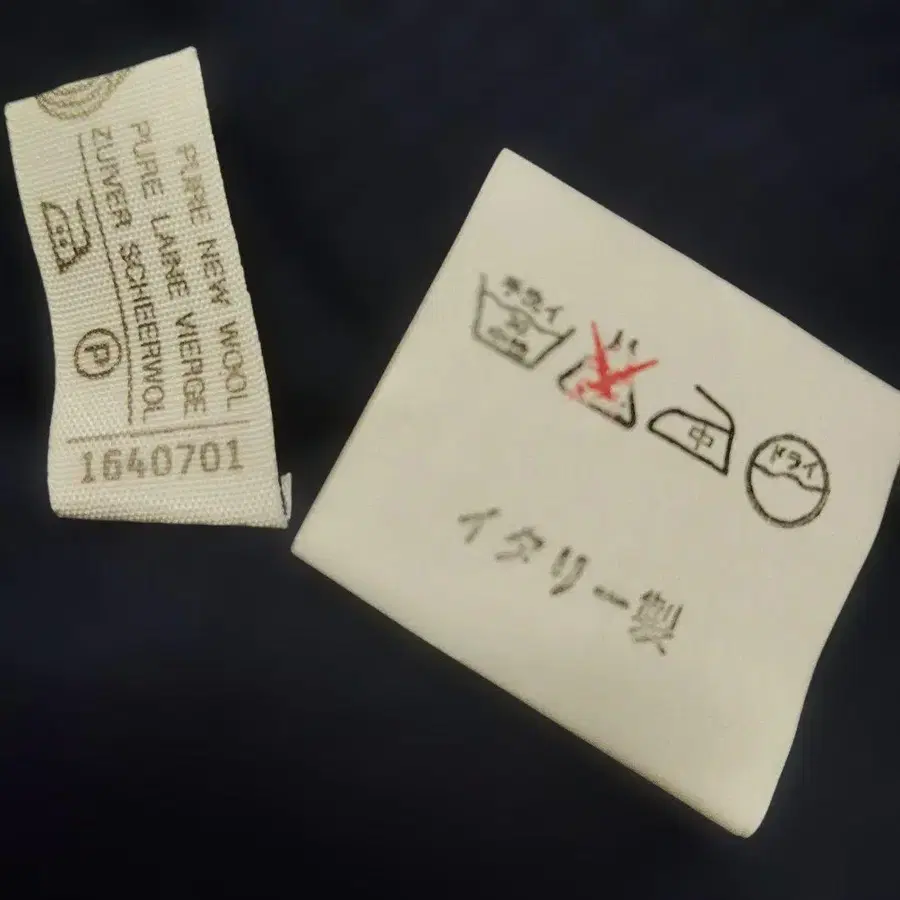 PURE NEW WOOL
PURE LAINE VIERGE
ZUIVER SCHEERWOL
P
1640701
手洗イ
中
ドライ
イタリー製